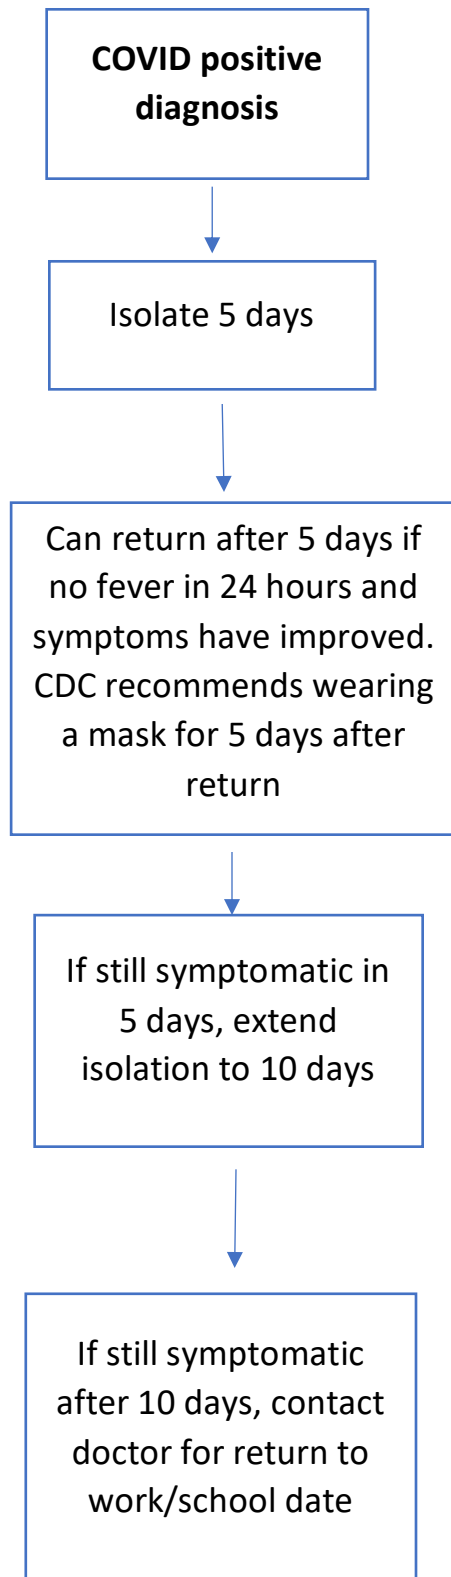 COVID positive
diagnosis
Isolate 5 days
Can return after 5 days if
no fever in 24 hours and
symptoms have improved.
CDC recommends wearing
a mask for 5 days after
return
If still symptomatic in
5 days, extend
isolation to 10 days
If still symptomatic
after 10 days, contact
doctor for return to
work/school date